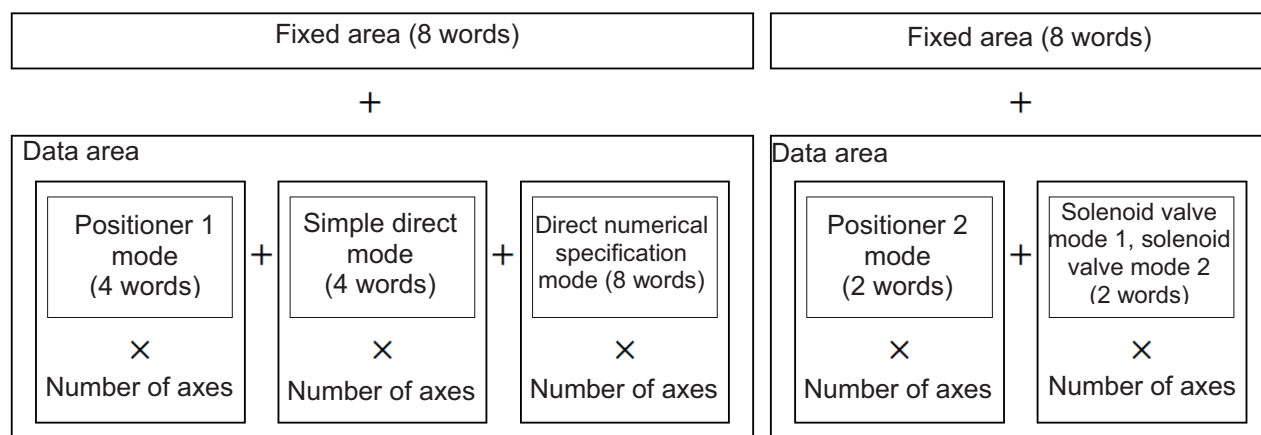 Fixed area (8 words)
+
Data area
Positioner 1
mode
(4 words)
×
Number of axes
+
Simple direct
mode
(4 words)
×
Number of axes
+
Direct numerical
specification
mode (8 words)
×
Number of axes
Fixed area (8 words)
+
Data area
Positioner 2
mode
(2 words)
×
Number of axes
+
Solenoid valve
mode 1, solenoid
valve mode 2
(2 words)
×
Number of axes